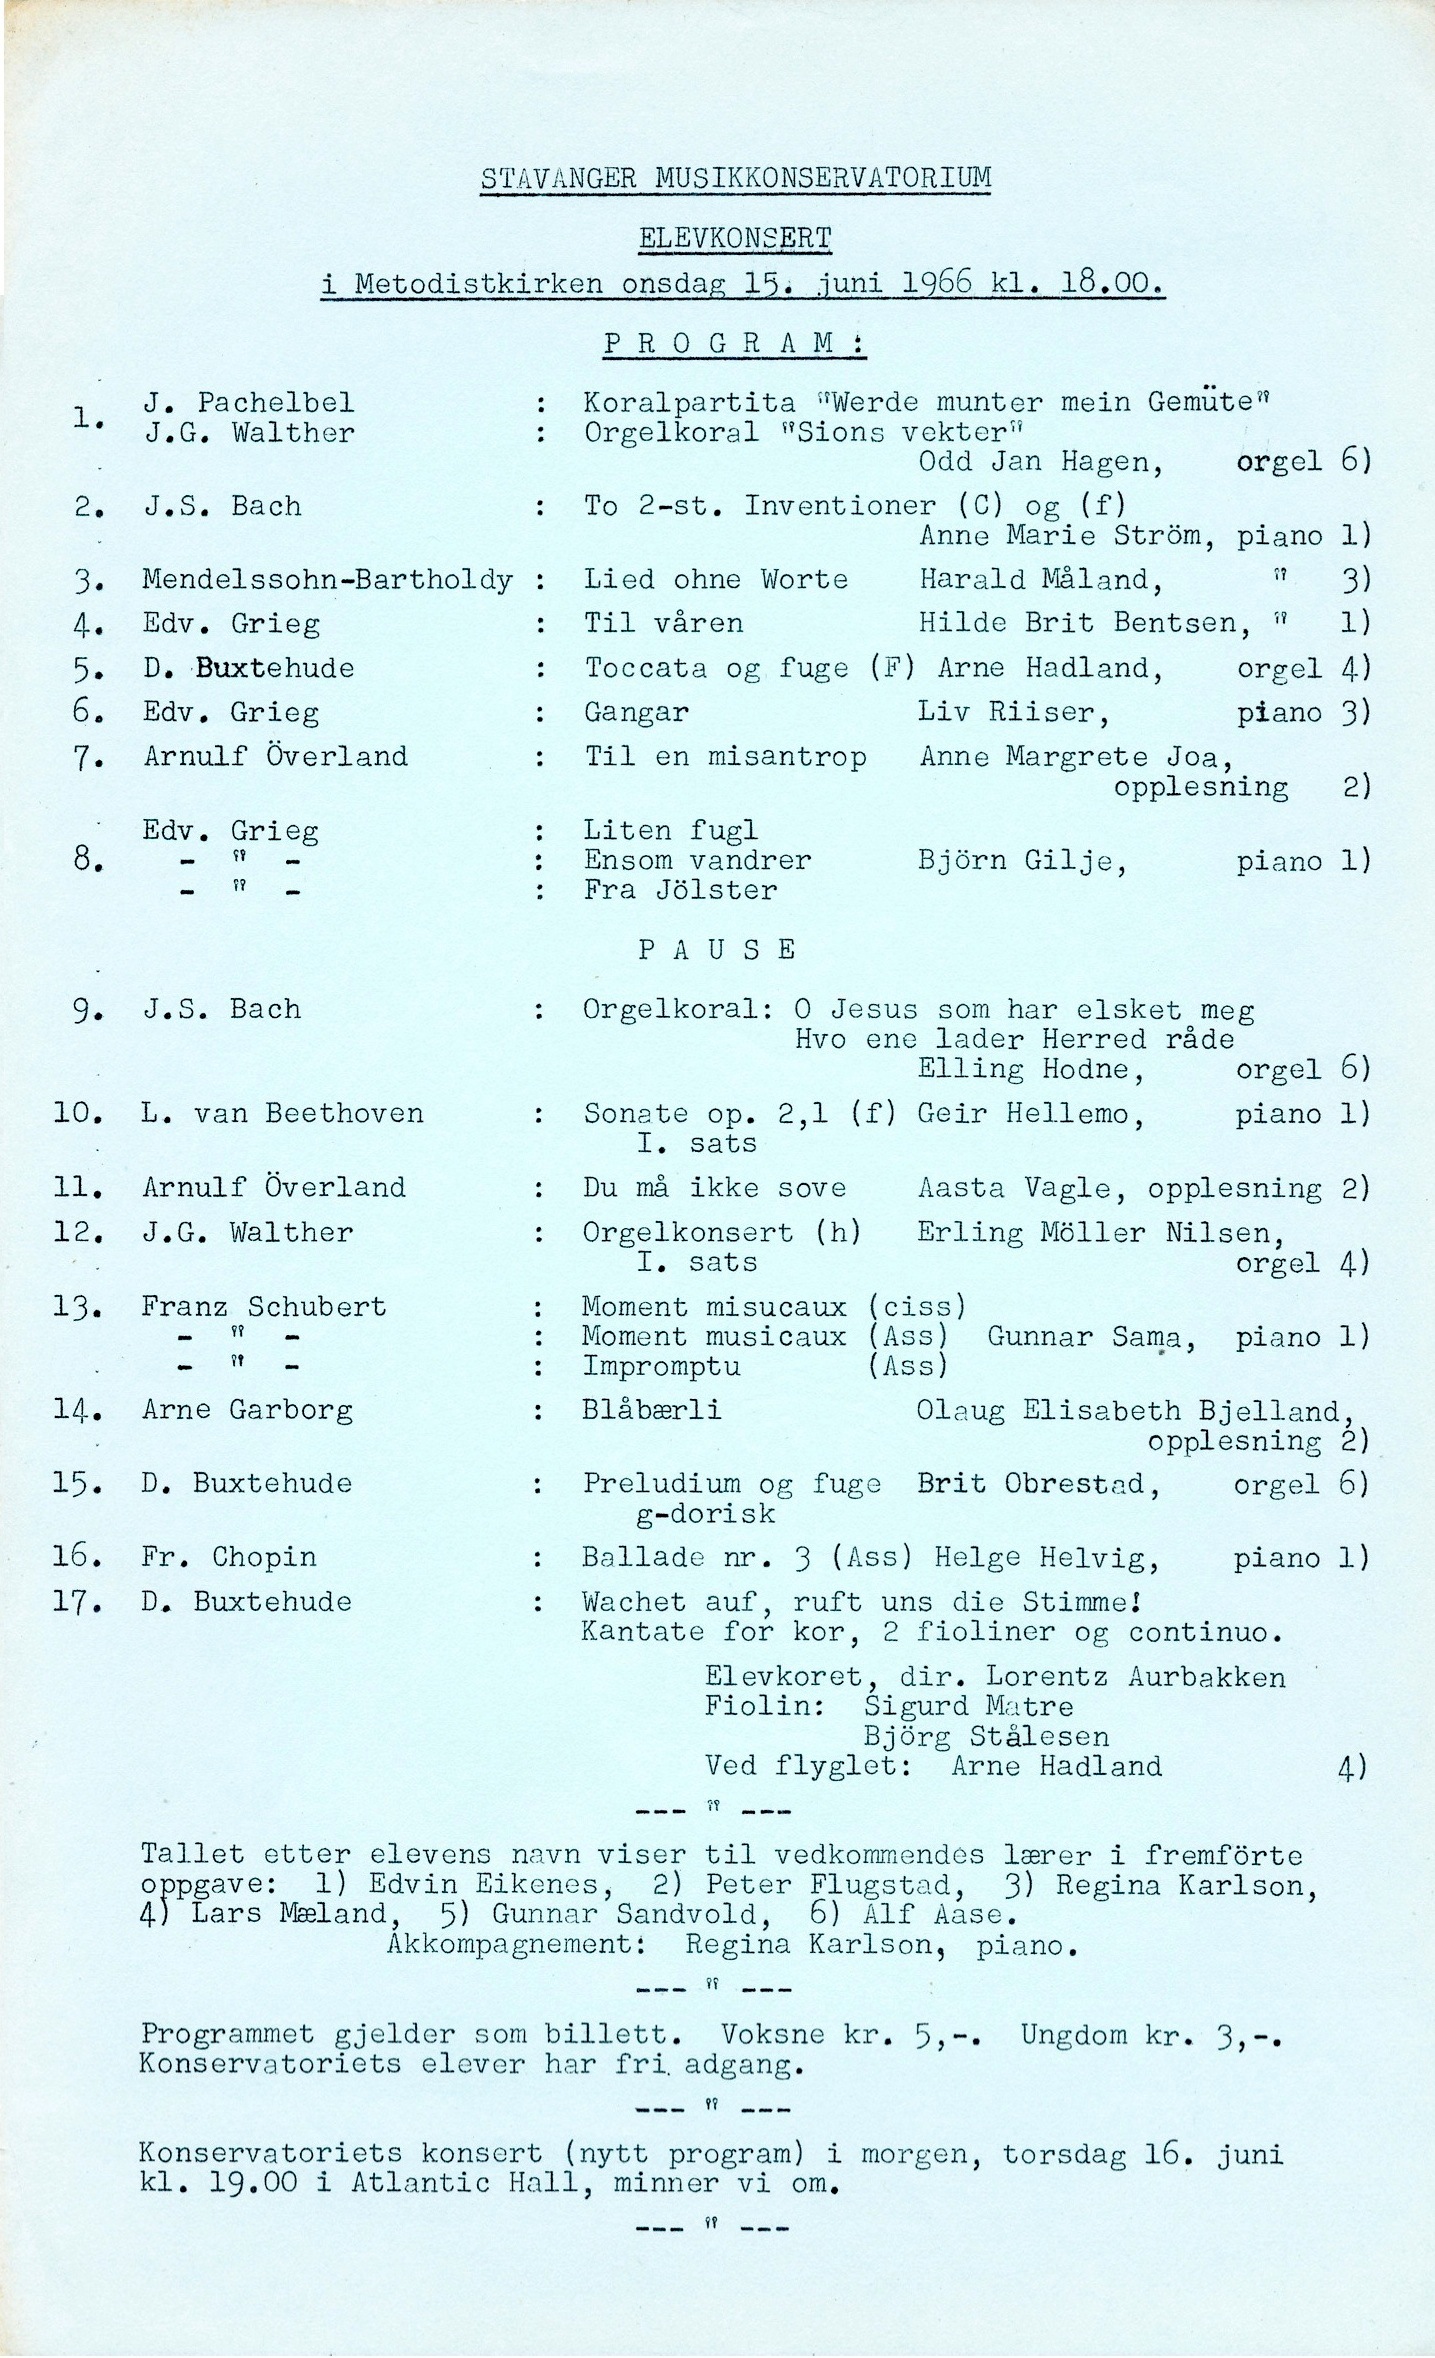 STAVANGER MUSIKKONSERVATORIUM
ELEVKONSERT
i Metodistkirken onsdag 15. juni 1966 kl. 18.00.
P R O G R A M :
1. J. Pachelbel : Koralpartita "Werde munter mein Gemüte"
J.G. Walther : Orgelkoral "Sions vekter"
Odd Jan Hagen, orgel 6)
2. J.S. Bach : To 2-st. Inventioner (C) og (f)
Anne Marie Ström, piano 1)
3. Mendelssohn-Bartholdy : Lied ohne Worte Harald Måland, " 3)
4. Edv. Grieg : Til våren Hilde Brit Bentsen, " 1)
5. D. Buxtehude : Toccata og fuge (F) Arne Hadland, orgel 4)
6. Edv. Grieg : Gangar Liv Riiser, piano 3)
7. Arnulf Överland : Til en misantrop Anne Margrete Joa,
opplesning 2)
Edv. Grieg : Liten fugl
8. - " - : Ensom vandrer Björn Gilje, piano 1)
- " - : Fra Jölster
P A U S E
9. J.S. Bach : Orgelkoral: O Jesus som har elsket meg
Hvo ene lader Herred råde
Elling Hodne, orgel 6)
10. L. van Beethoven : Sonate op. 2,1 (f) Geir Hellemo, piano 1)
I. sats
11. Arnulf Överland : Du må ikke sove Aasta Vagle, opplesning 2)
12. J.G. Walther : Orgelkonsert (h) Erling Möller Nilsen,
I. sats orgel 4)
13. Franz Schubert : Moment misucaux (ciss)
- " - : Moment musicaux (Ass) Gunnar Sama, piano 1)
- " - : Impromptu (Ass)
14. Arne Garborg : Blåbærli Olaug Elisabeth Bjelland,
opplesning 2)
15. D. Buxtehude : Preludium og fuge Brit Obrestad, orgel 6)
g-dorisk
16. Fr. Chopin : Ballade nr. 3 (Ass) Helge Helvig, piano 1)
17. D. Buxtehude : Wachet auf, ruft uns die Stimme!
Kantate for kor, 2 fioliner og continuo.
Elevkoret, dir. Lorentz Aurbakken
Fiolin: Sigurd Matre
Björg Stålesen
Ved flyglet: Arne Hadland 4)
--- " ---
Tallet etter elevens navn viser til vedkommendes lærer i fremförte
oppgave: 1) Edvin Eikenes, 2) Peter Flugstad, 3) Regina Karlson,
4) Lars Mæland, 5) Gunnar Sandvold, 6) Alf Aase.
Akkompagnement: Regina Karlson, piano.
--- " ---
Programmet gjelder som billett. Voksne kr. 5,-. Ungdom kr. 3,-.
Konservatoriets elever har fri adgang.
--- " ---
Konservatoriets konsert (nytt program) i morgen, torsdag 16. juni
kl. 19.00 i Atlantic Hall, minner vi om.
--- " ---